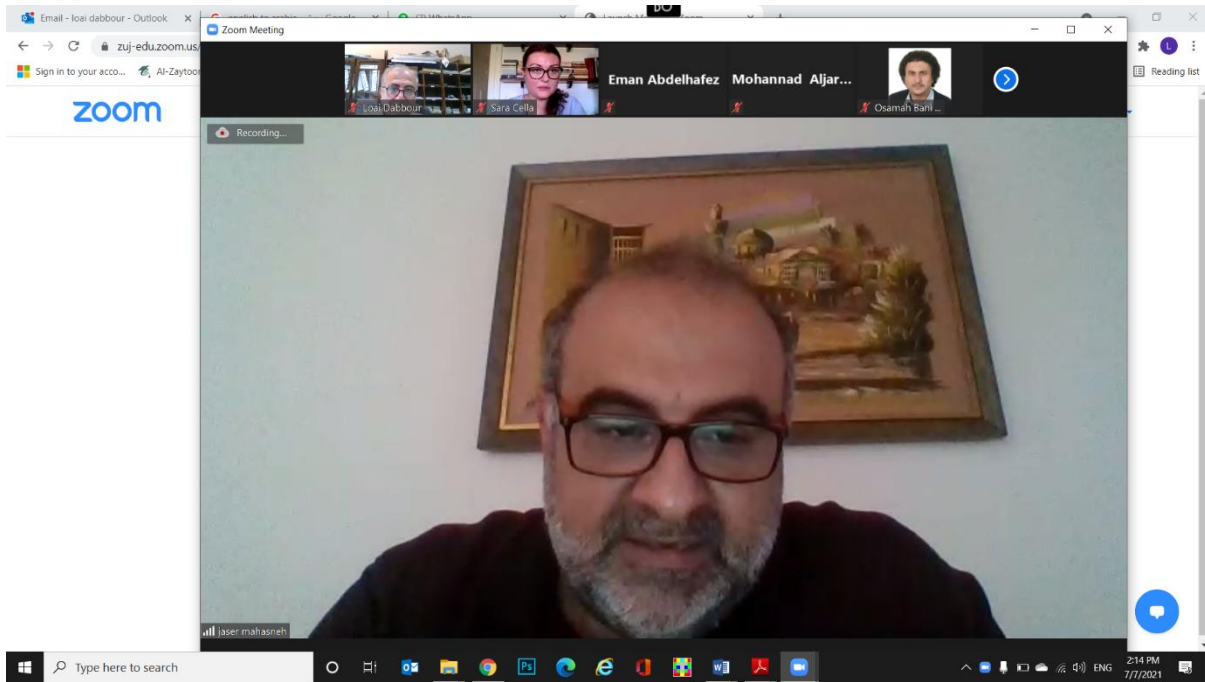 Email - loai dabbour - Outlook
Zoom Meeting
zuj-edu.zoom.us/
Sign in to your acco...
Al-Zaytoon
Reading list
L
zoom
Loai Dabbour
Sara Cella
Eman Abdelhafez
Mohannad Aljar...
Osamah Bani ...
Recording...
jaser mahasneh
Type here to search
ENG
2:14 PM
7/7/2021